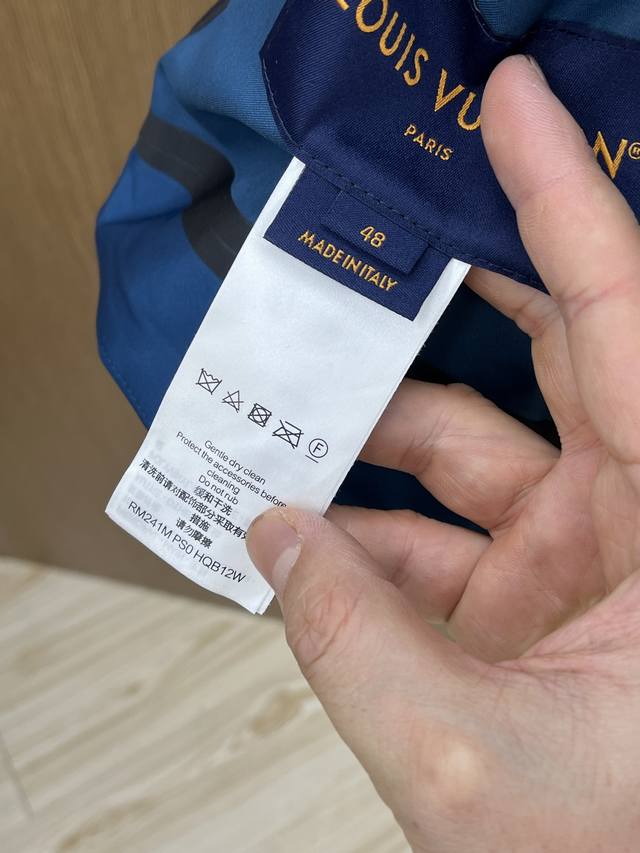 LOUIS VU N®
PARIS
48
MADE IN ITALY
F
Gentle dry clean
Protect the accessories before
cleaning
Do not rub
缓和干洗
清洗前请对配饰部分采取有效
措施
请勿摩擦
RM241M PS0 HQB12W